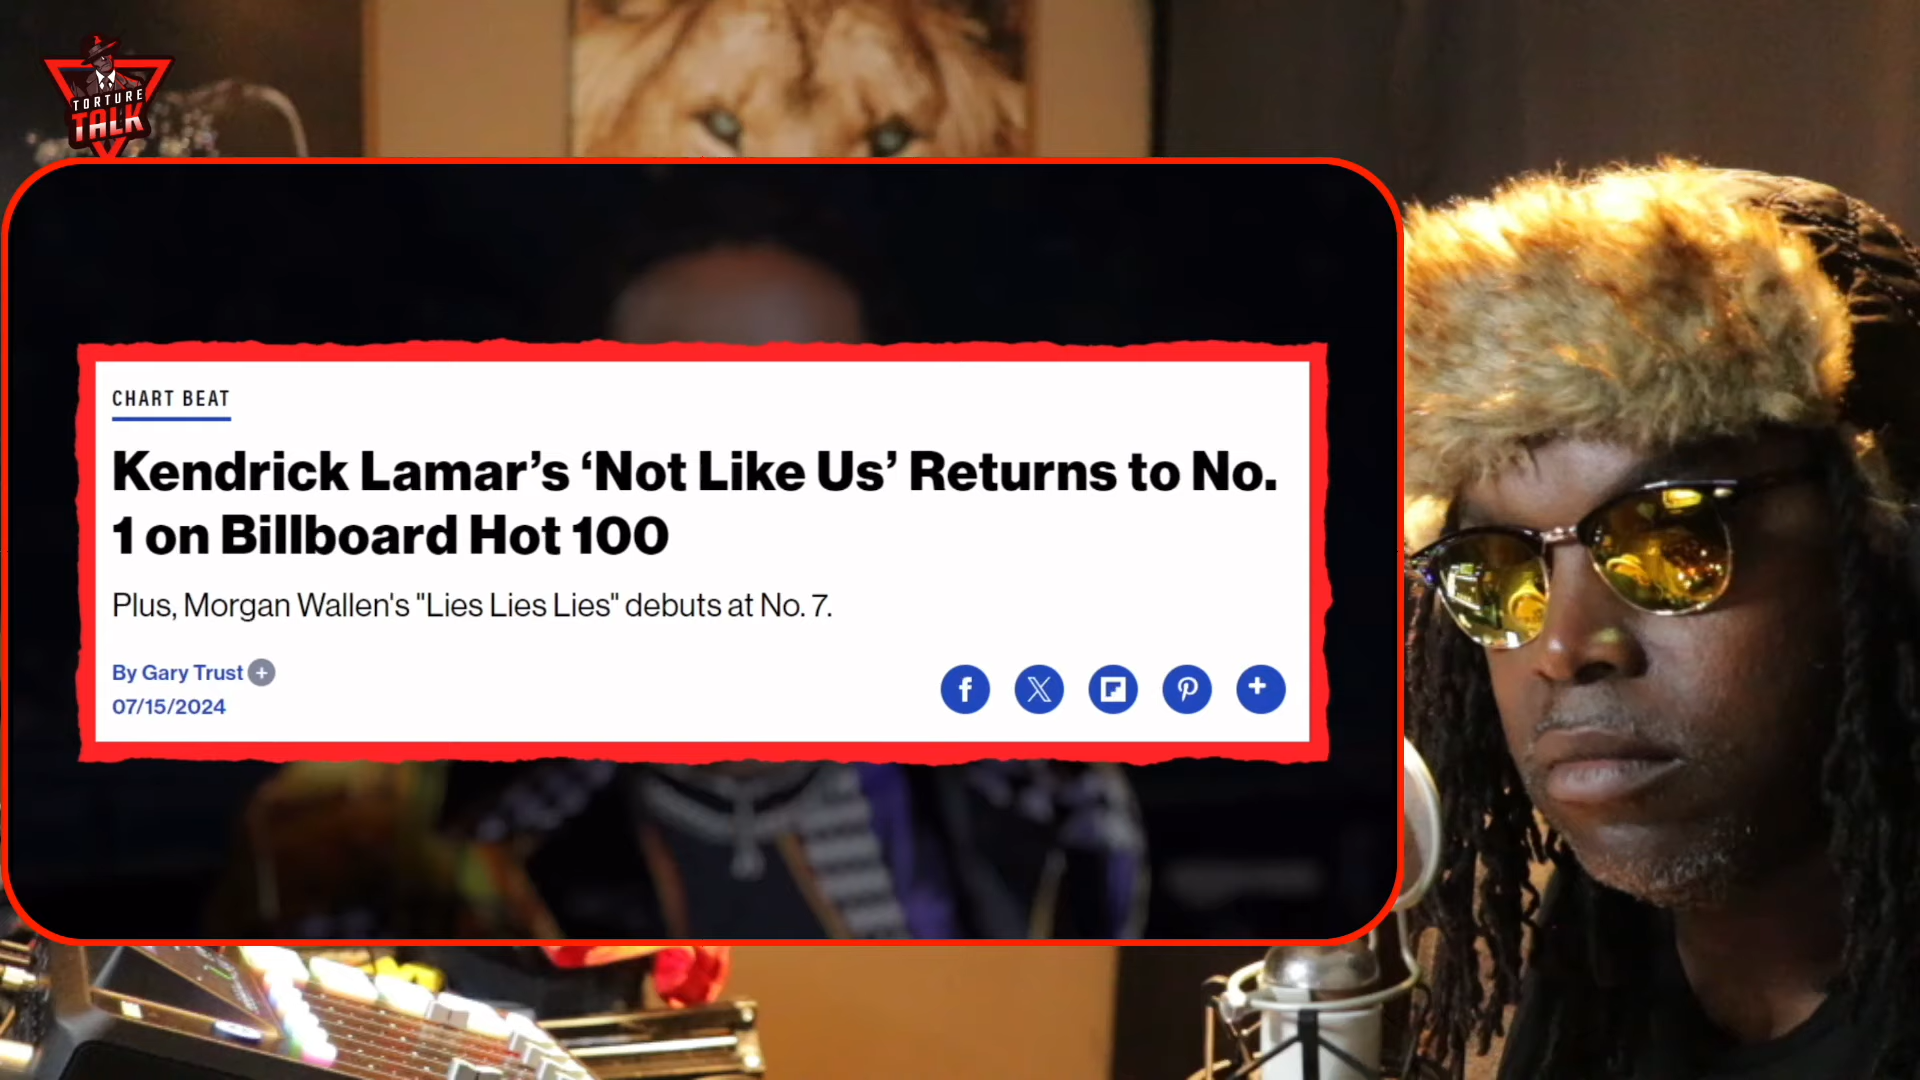 TORTURE
TALK
CHART BEAT
Kendrick Lamar’s ‘Not Like Us’ Returns to No.
1 on Billboard Hot 100
Plus, Morgan Wallen's "Lies Lies Lies" debuts at No. 7.
By Gary Trust
07/15/2024